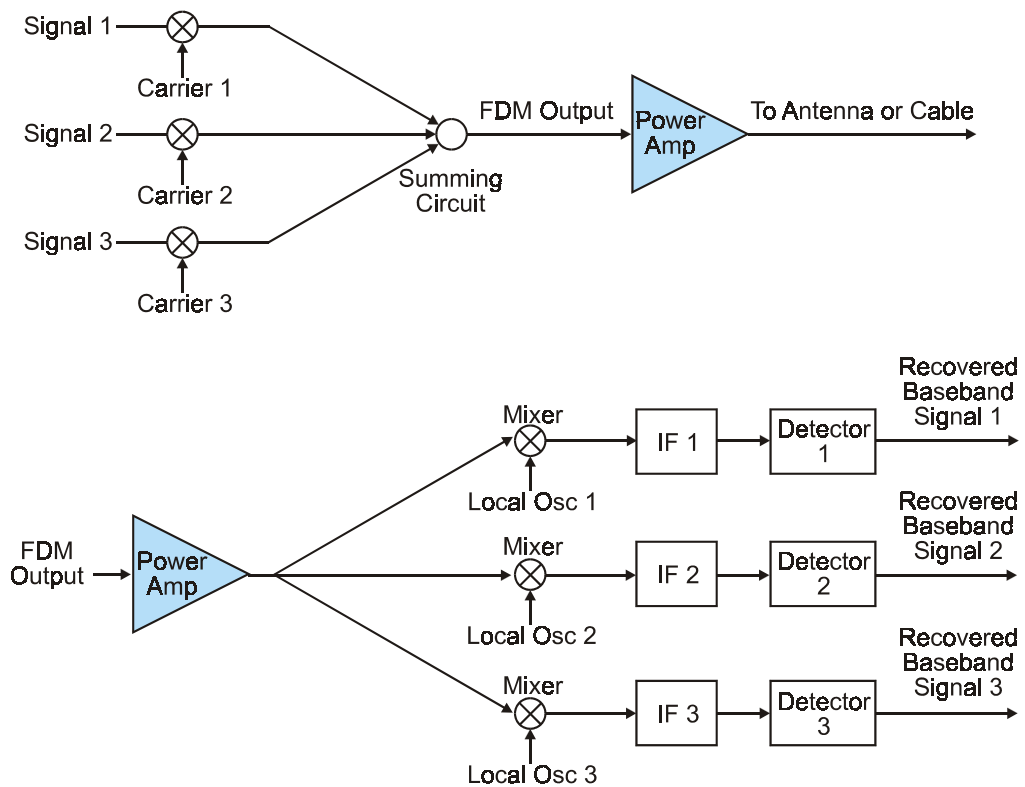 Signal 1
Carrier 1
Signal 2
Carrier 2
Signal 3
Carrier 3
Summing
Circuit
FDM Output
Power
Amp
To Antenna or Cable
FDM
Output
Power
Amp
Mixer
Local Osc 1
IF 1
Detector
1
Recovered
Baseband
Signal 1
Mixer
Local Osc 2
IF 2
Detector
2
Recovered
Baseband
Signal 2
Mixer
Local Osc 3
IF 3
Detector
3
Recovered
Baseband
Signal 3